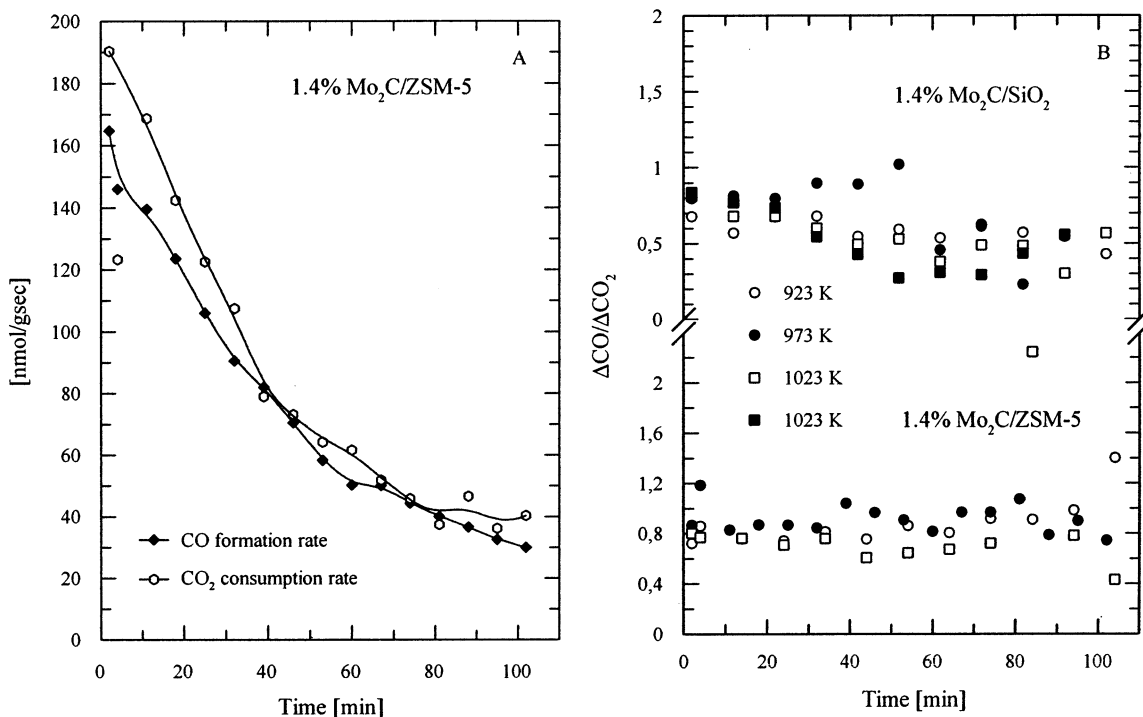 A
1.4% Mo2C/ZSM-5
200
180
160
140
120
100
80
60
40
30
0
[nmol/gsec]
CO formation rate
CO2 consumption rate
0 20 40 60 80 100
Time [min]
B
1.4% Mo2C/SiO2
2
1,5
1
0,5
0
2
1,6
1,2
0,8
0,4
0
ΔCO/ΔCO2
923 K
973 K
1023 K
1023 K
1.4% Mo2C/ZSM-5
0 20 40 60 80 100
Time [min]